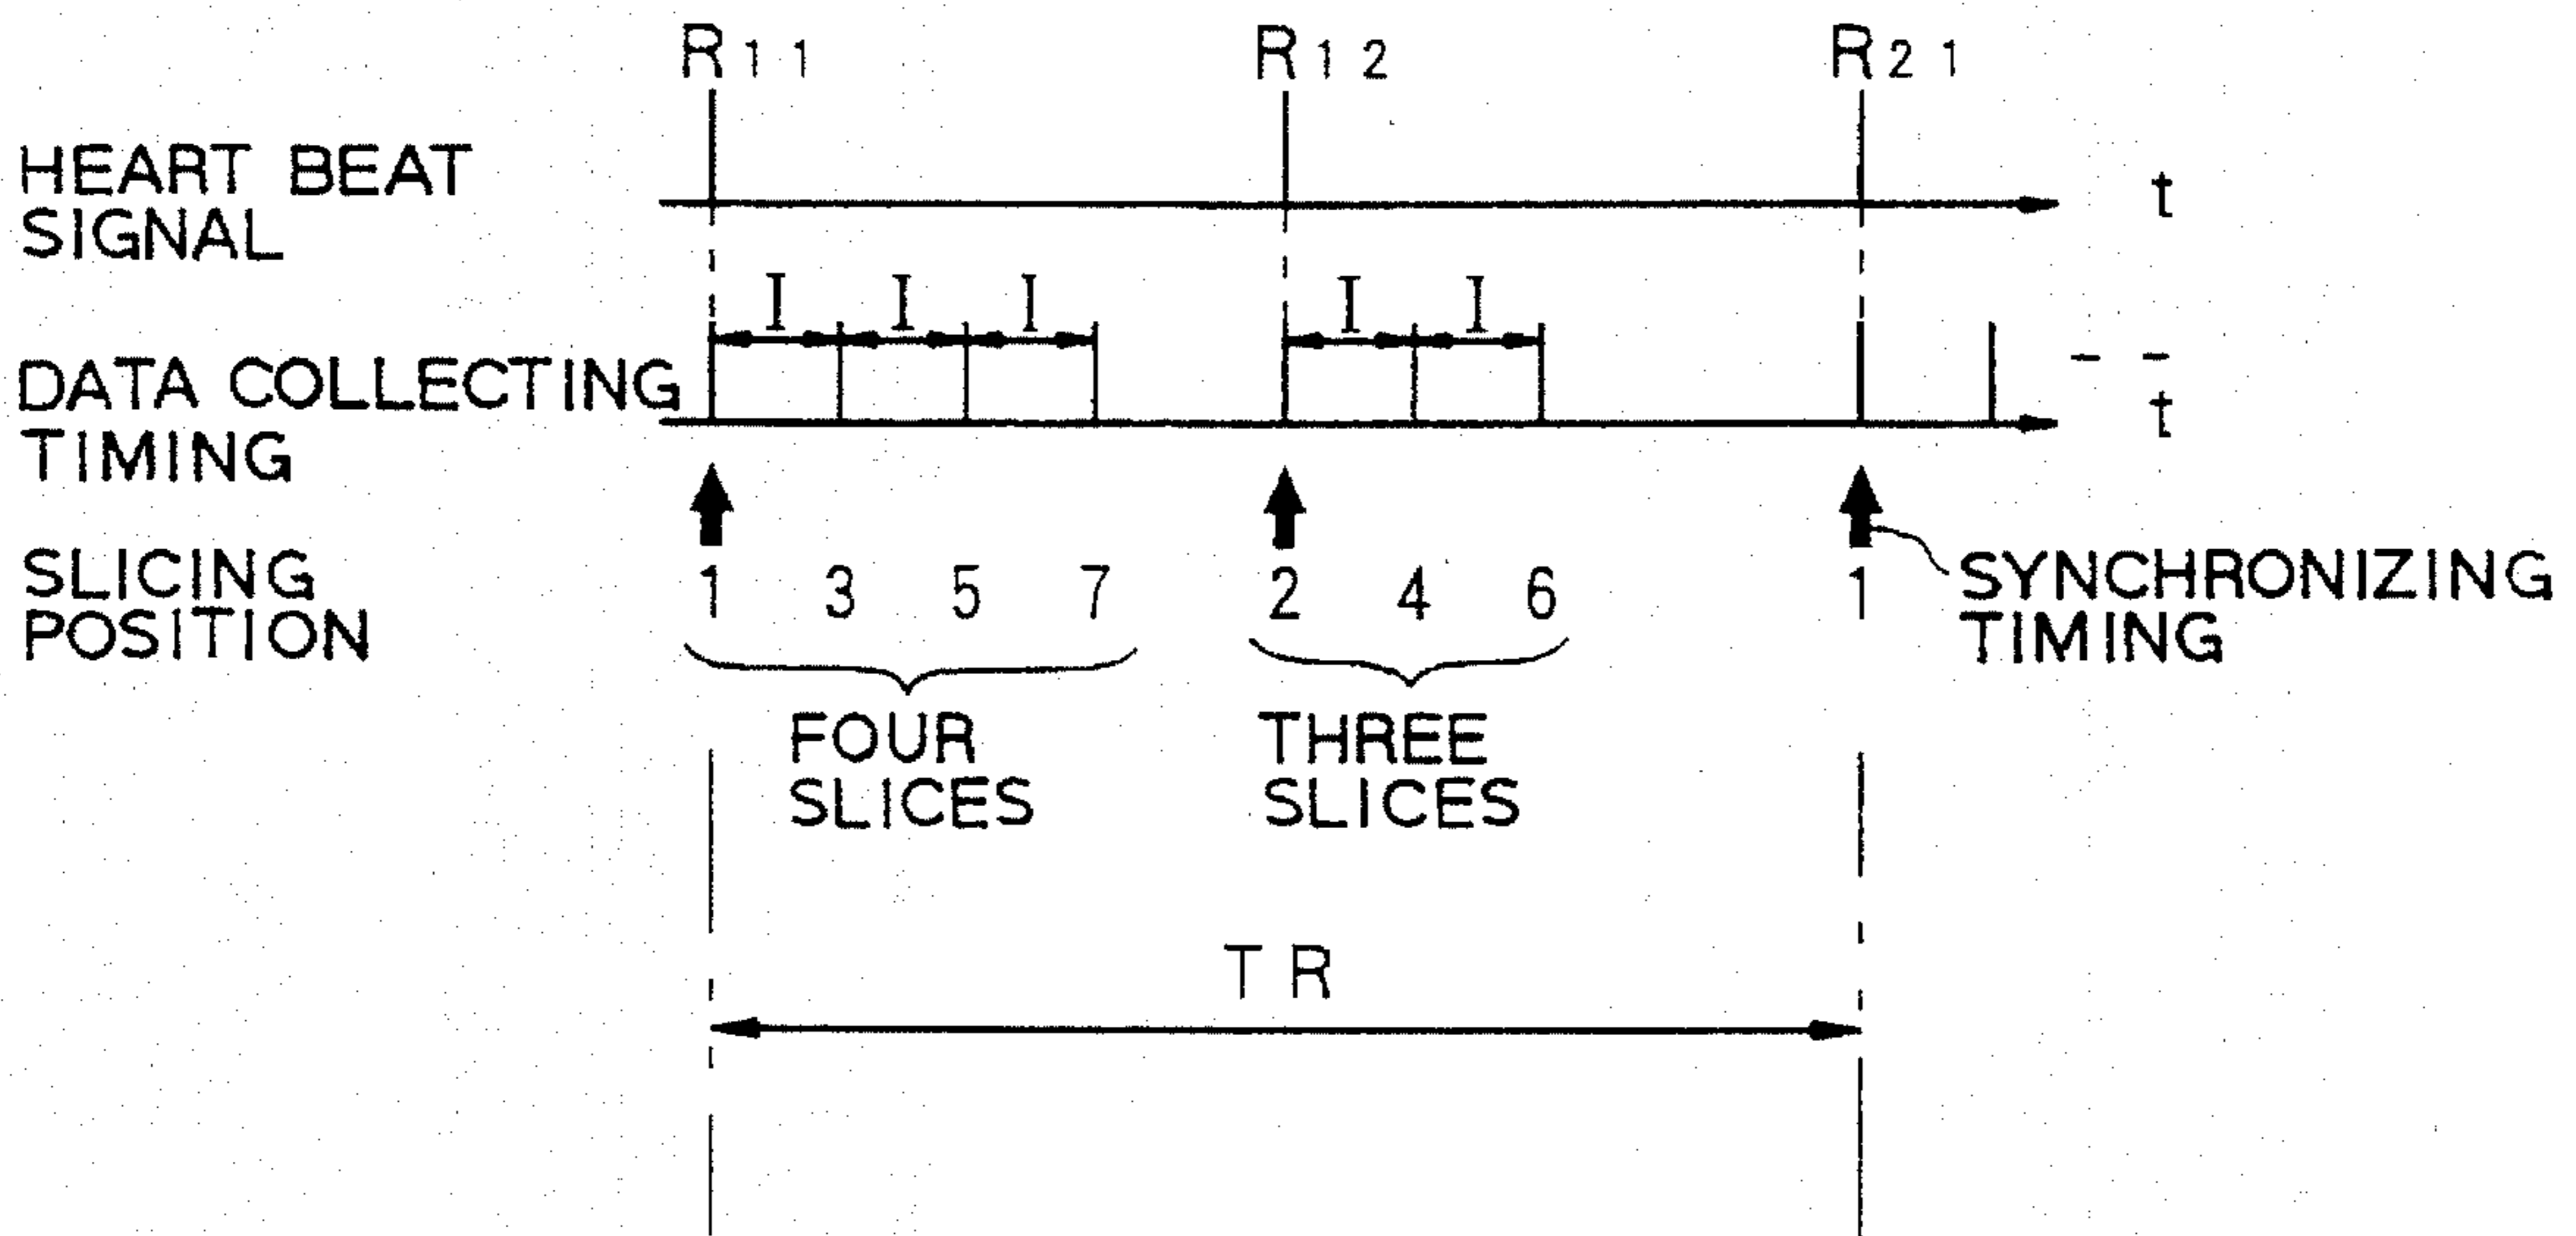 R11 R12 R21
HEART BEAT
SIGNAL
t
I I I I I
DATA COLLECTING
TIMING
t
SLICING
POSITION
1 3 5 7 2 4 6 1
SYNCHRONIZING
TIMING
FOUR
SLICES
THREE
SLICES
TR